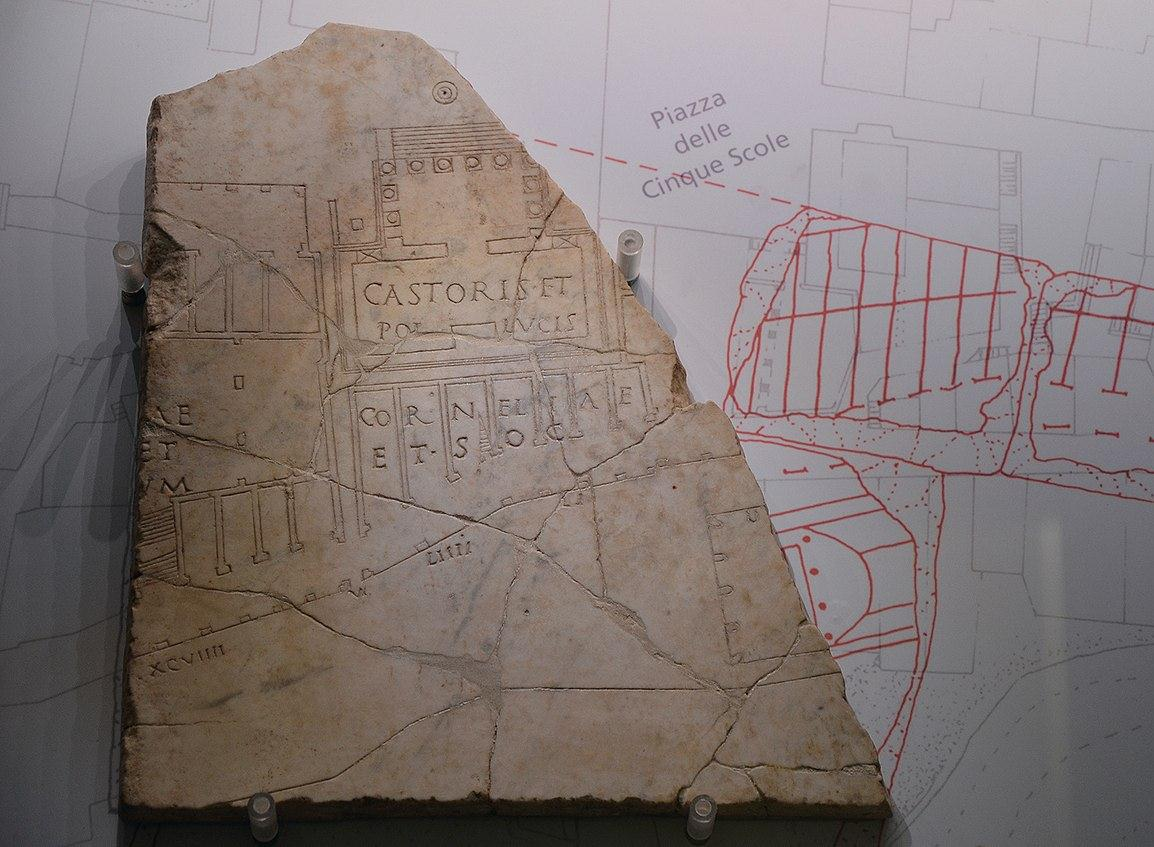 Piazza
delle
Cinque Scole
CASTORIS·ET
POL LVCIS
CORNELIAE
ET·SOC
AE
ET
VM
LIIII
XCVIIII